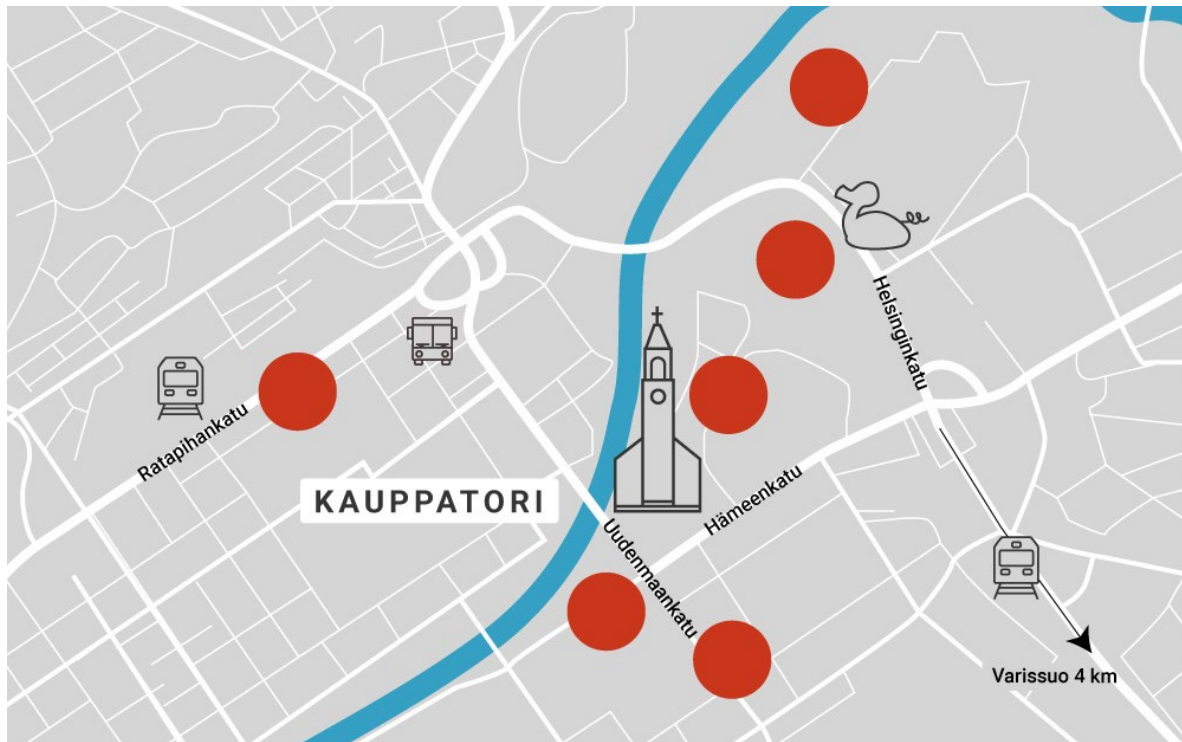 Helsinginkatu
Ratapihankatu
KAUPPATORI
Hämeenkatu
Uudenmaankatu
Varissuo 4 km